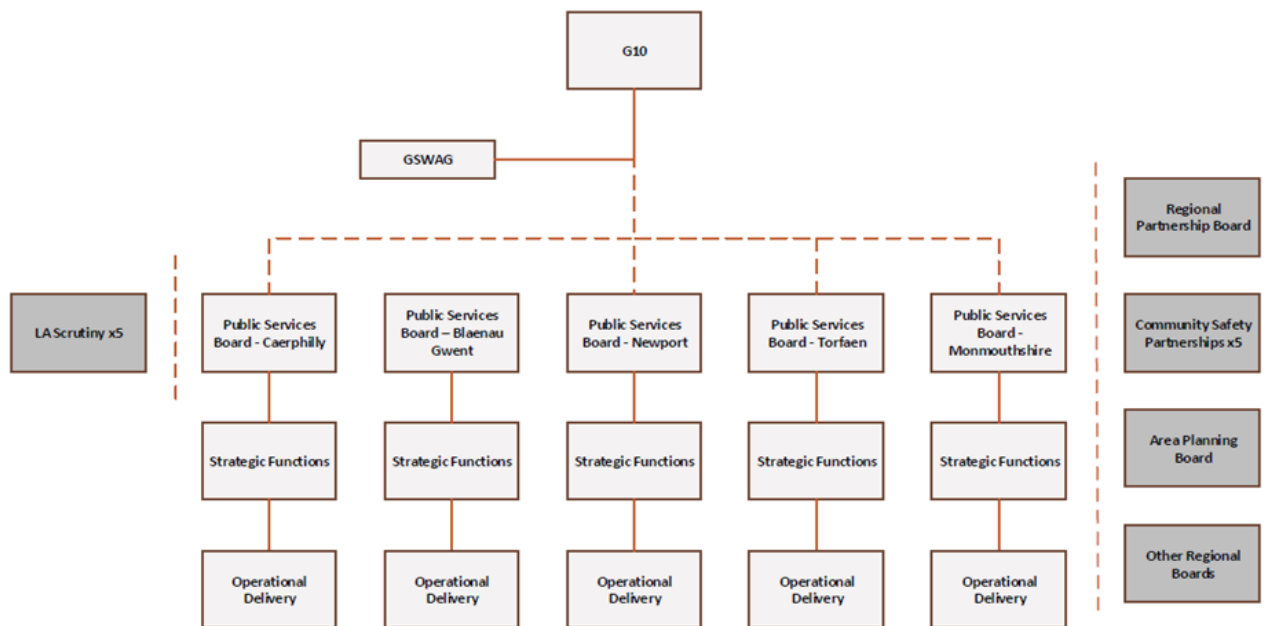 G10
GSWAG
Regional
Partnership Board
LA Scrutiny x5
Public Services
Board - Caerphilly
Public Services
Board – Blaenau
Gwent
Public Services
Board - Newport
Public Services
Board - Torfaen
Public Services
Board -
Monmouthshire
Community Safety
Partnerships x5
Strategic Functions
Strategic Functions
Strategic Functions
Strategic Functions
Strategic Functions
Area Planning
Board
Operational
Delivery
Operational
Delivery
Operational
Delivery
Operational
Delivery
Operational
Delivery
Other Regional
Boards